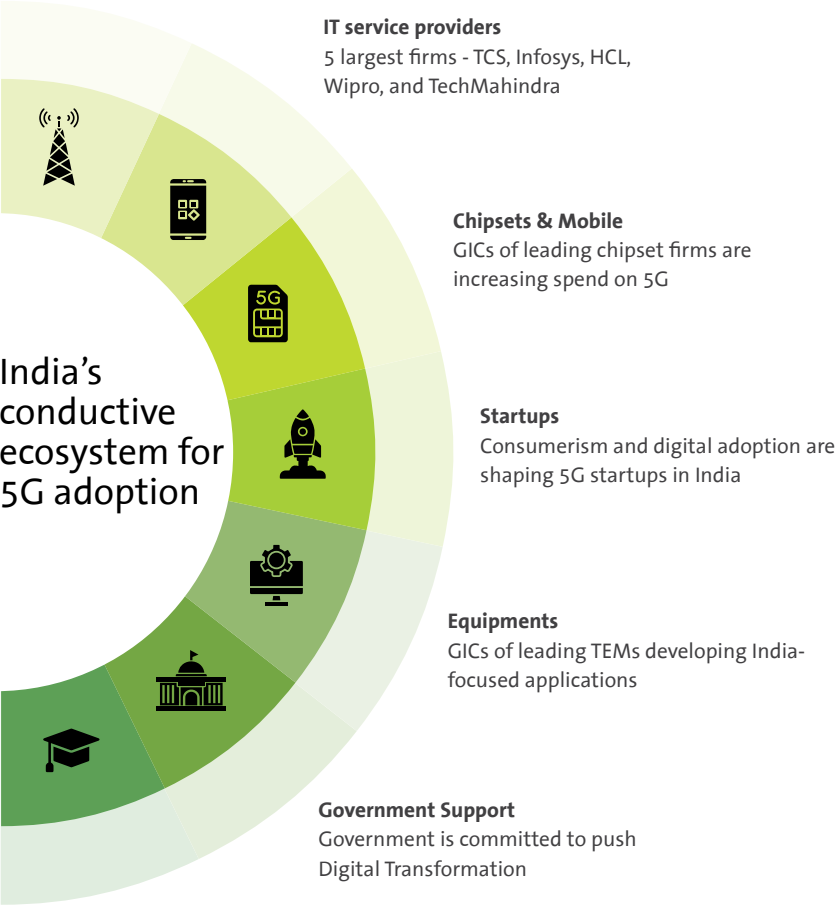 IT service providers
5 largest firms - TCS, Infosys, HCL,
Wipro, and TechMahindra
5G
Chipsets & Mobile
GICs of leading chipset firms are
increasing spend on 5G
India's
conductive
ecosystem for
5G adoption
Startups
Consumerism and digital adoption are
shaping 5G startups in India
Equipments
GICs of leading TEMs developing India-
focused applications
Government Support
Government is committed to push
Digital Transformation